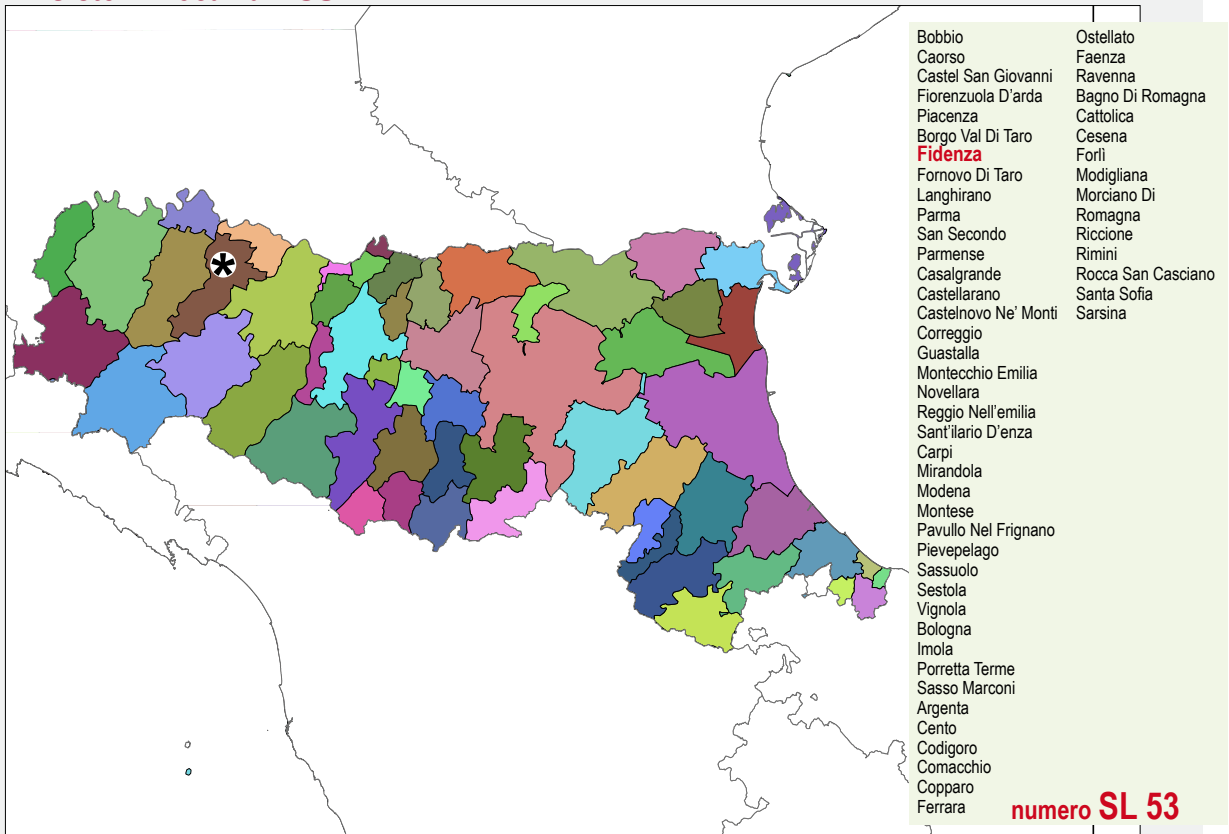 Bobbio
Caorso
Castel San Giovanni
Fiorenzuola D'arda
Piacenza
Borgo Val Di Taro
Fidenza
Fornovo Di Taro
Langhirano
Parma
San Secondo
Parmense
Casalgrande
Castellarano
Castelnovo Ne' Monti
Correggio
Guastalla
Montecchio Emilia
Novellara
Reggio Nell'emilia
Sant'ilario D'enza
Carpi
Mirandola
Modena
Montese
Pavullo Nel Frignano
Pievepelago
Sassuolo
Sestola
Vignola
Bologna
Imola
Porretta Terme
Sasso Marconi
Argenta
Cento
Codigoro
Comacchio
Copparo
Ferrara
Ostellato
Faenza
Ravenna
Bagno Di Romagna
Cattolica
Cesena
Forlì
Modigliana
Morciano Di
Romagna
Riccione
Rimini
Rocca San Casciano
Santa Sofia
Sarsina
numero SL 53